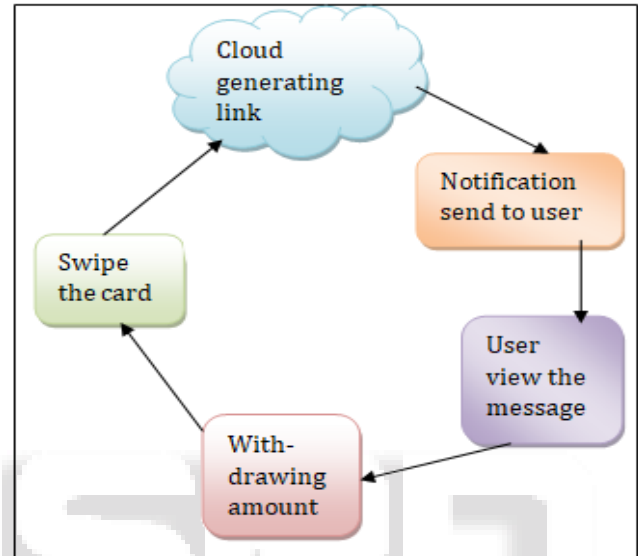 Cloud
generating
link
Notification
send to user
Swipe
the card
User
view the
message
With-
drawing
amount